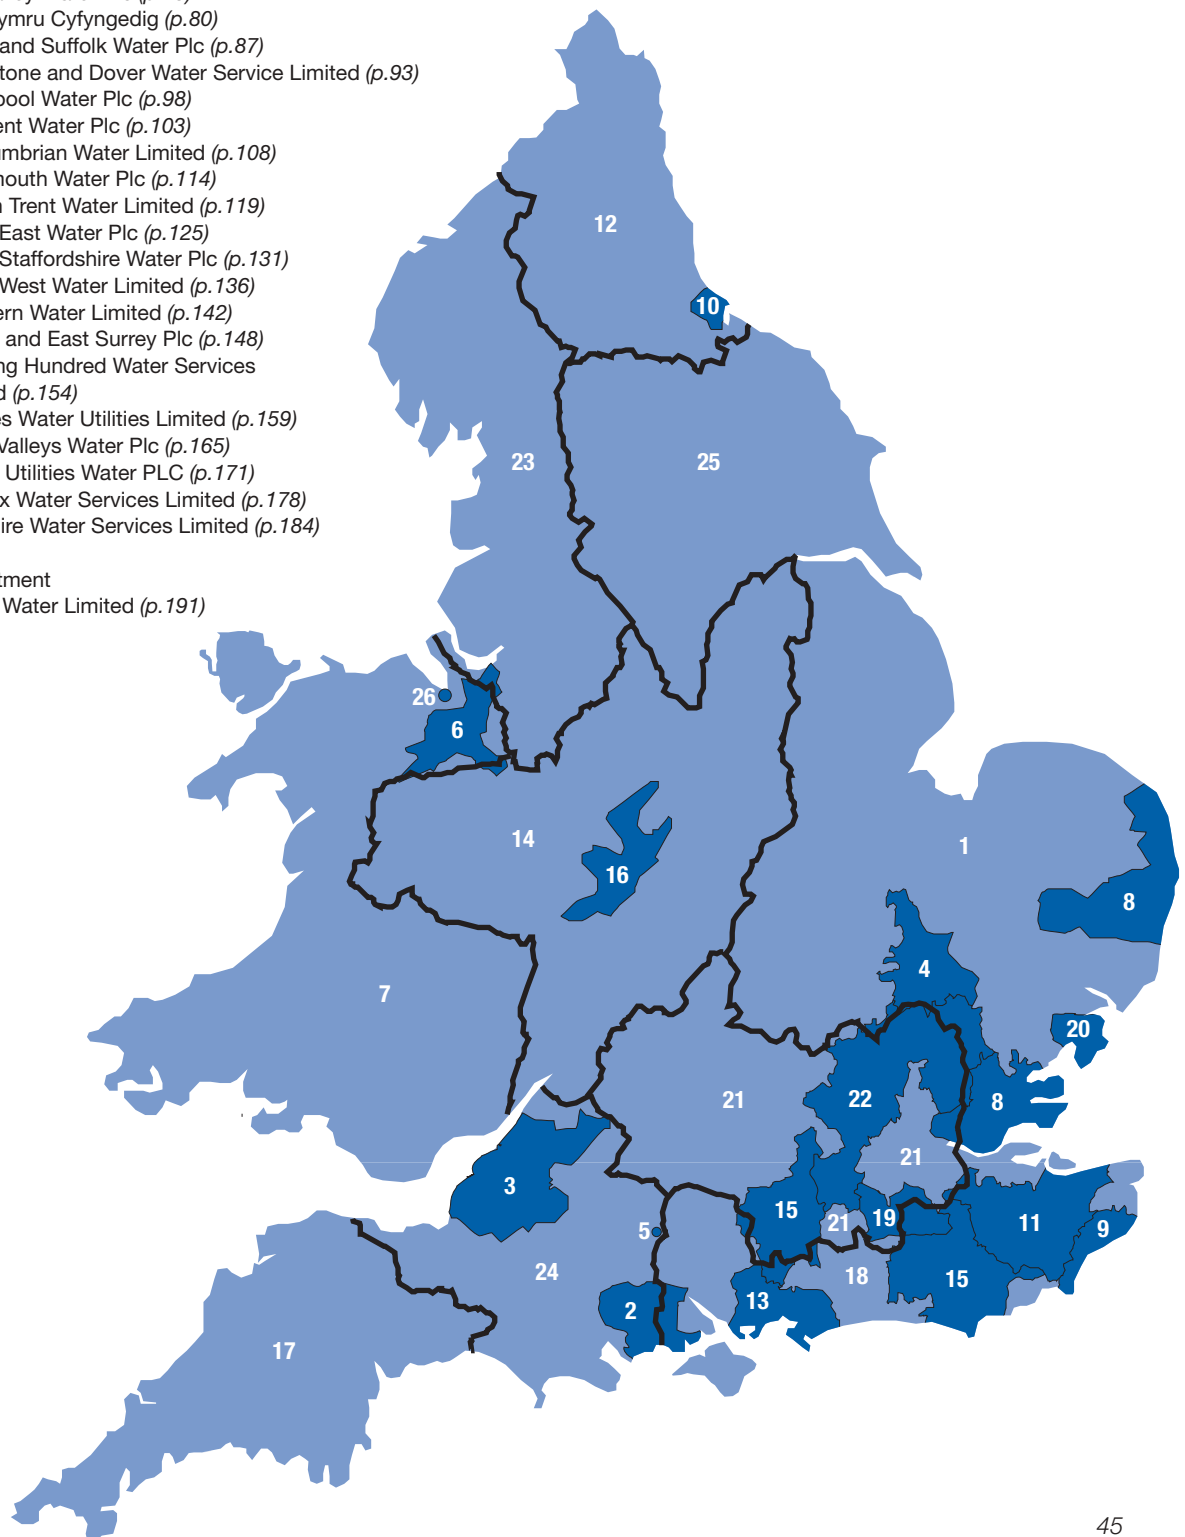 ymru Cyfyngedig (p.80)
and Suffolk Water Plc (p.87)
tone and Dover Water Service Limited (p.93)
pool Water Plc (p.98)
ent Water Plc (p.103)
umbrian Water Limited (p.108)
mouth Water Plc (p.114)
n Trent Water Limited (p.119)
East Water Plc (p.125)
Staffordshire Water Plc (p.131)
West Water Limited (p.136)
ern Water Limited (p.142)
and East Surrey Plc (p.148)
ng Hundred Water Services
d (p.154)
es Water Utilities Limited (p.159)
Valleys Water Plc (p.165)
Utilities Water PLC (p.171)
x Water Services Limited (p.178)
ire Water Services Limited (p.184)
tment
Water Limited (p.191)
12
10
23
25
26
6
14
16
1
8
4
7
20
21
22
8
21
3
15
21
19
11
9
5
24
18
15
2
13
17
45